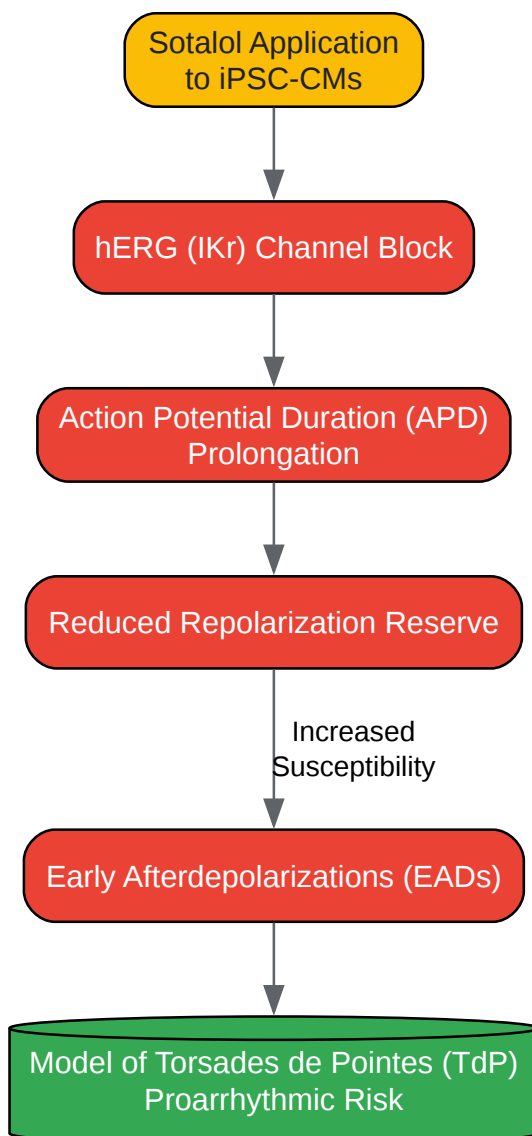 Sotalol Application
to iPSC-CMs
hERG (IKr) Channel Block
Action Potential Duration (APD)
Prolongation
Reduced Repolarization Reserve
Increased
Susceptibility
Early Afterdepolarizations (EADs)
Model of Torsades de Pointes (TdP)
Proarrhythmic Risk